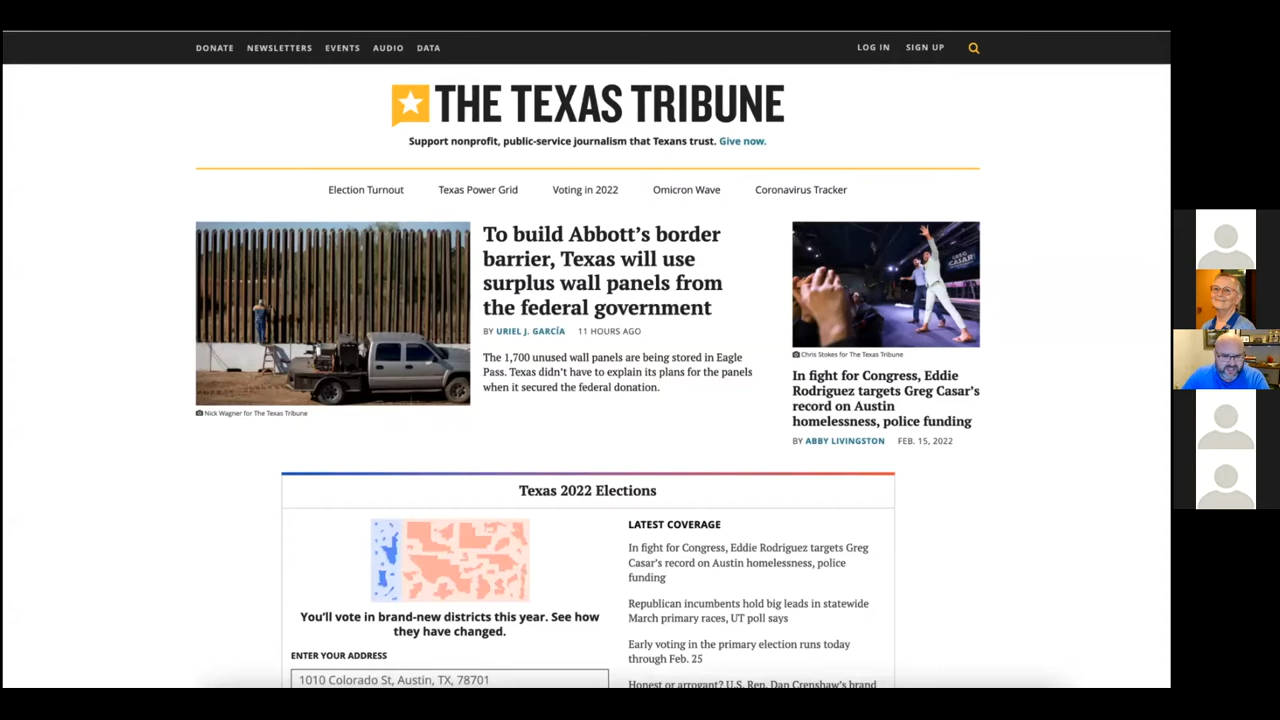 DONATE NEWSLETTERS EVENTS AUDIO DATA
LOG IN SIGN UP
THE TEXAS TRIBUNE
Support nonprofit, public-service journalism that Texans trust. Give now.
Election Turnout Texas Power Grid Voting in 2022 Omicron Wave Coronavirus Tracker
To build Abbott's border
barrier, Texas will use
surplus wall panels from
the federal government
BY URIEL J. GARCÍA 11 HOURS AGO
The 1,700 unused wall panels are being stored in Eagle
Pass. Texas didn't have to explain its plans for the panels
when it secured the federal donation.
Nick Wagner for The Texas Tribune
GREG
CASAR
Chris Stokes for The Texas Tribune
In fight for Congress, Eddie
Rodriguez targets Greg Casar's
record on Austin
homelessness, police funding
BY ABBY LIVINGSTON FEB. 15, 2022
Texas 2022 Elections
You'll vote in brand-new districts this year. See how
they have changed.
ENTER YOUR ADDRESS
1010 Colorado St, Austin, TX, 78701
LATEST COVERAGE
In fight for Congress, Eddie Rodriguez targets Greg
Casar's record on Austin homelessness, police
funding
Republican incumbents hold big leads in statewide
March primary races, UT poll says
Early voting in the primary election runs today
through Feb. 25
Honest or arrogant? U.S. Rep. Dan Crenshaw's brand